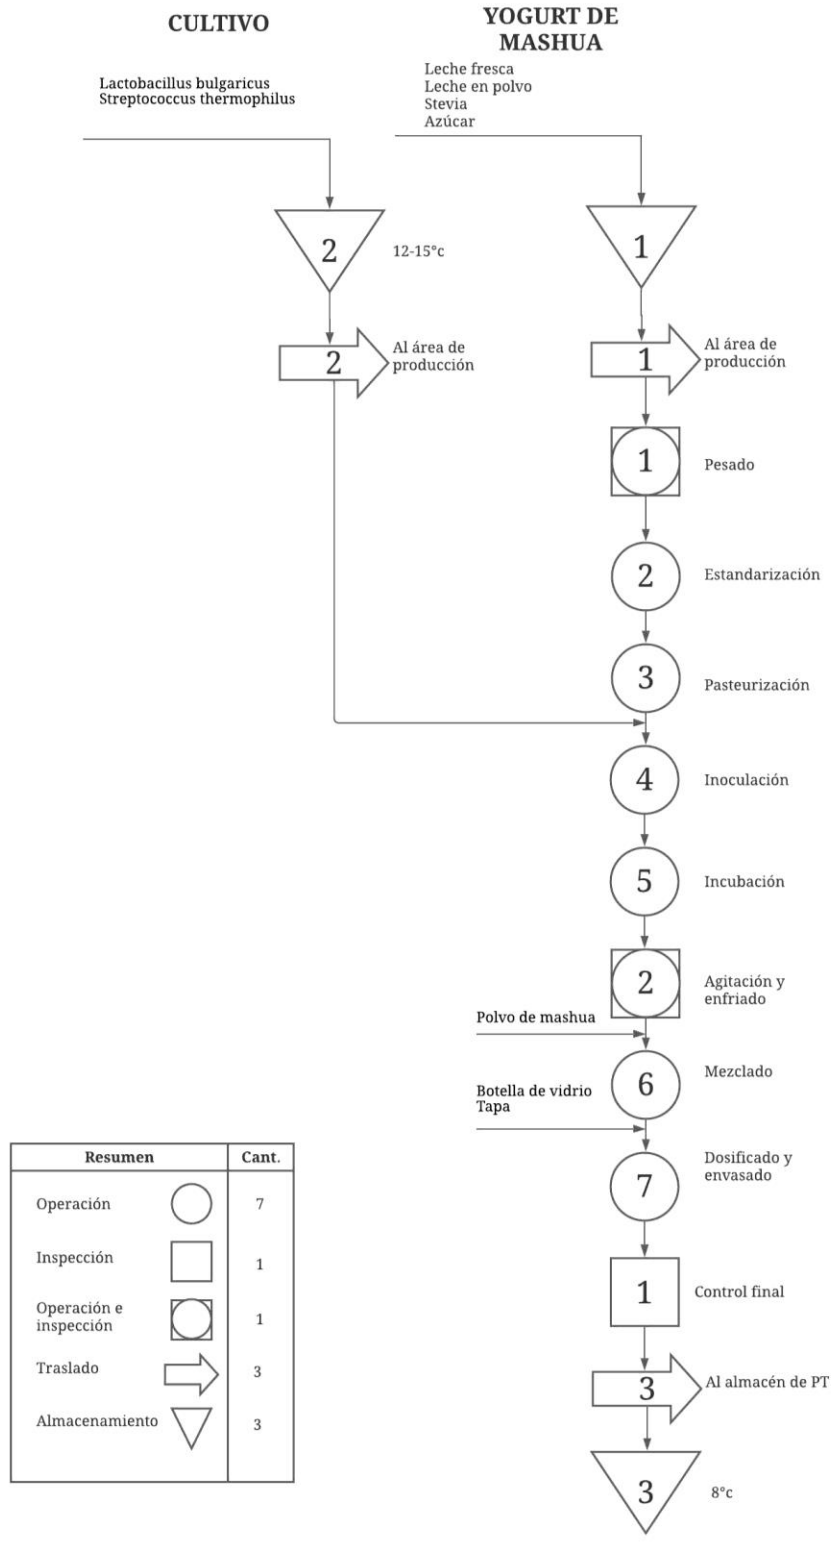 CULTIVO
YOGURT DE
MASHUA
Lactobacillus bulgaricus
Streptococcus thermophilus
Leche fresca
Leche en polvo
Stevia
Azúcar
2
12-15°c
1
2
Al área de
producción
1
Al área de
producción
1
Pesado
2
Estandarización
3
Pasteurización
4
Inoculación
5
Incubación
2
Agitación y
enfriado
Polvo de mashua
6
Mezclado
Botella de vidrio
Tapa
7
Dosificado y
envasado
1
Control final
3
Al almacén de PT
3
8°c
Resumen Cant.
Operación 7
Inspección 1
Operación e
inspección 1
Traslado 3
Almacenamiento 3